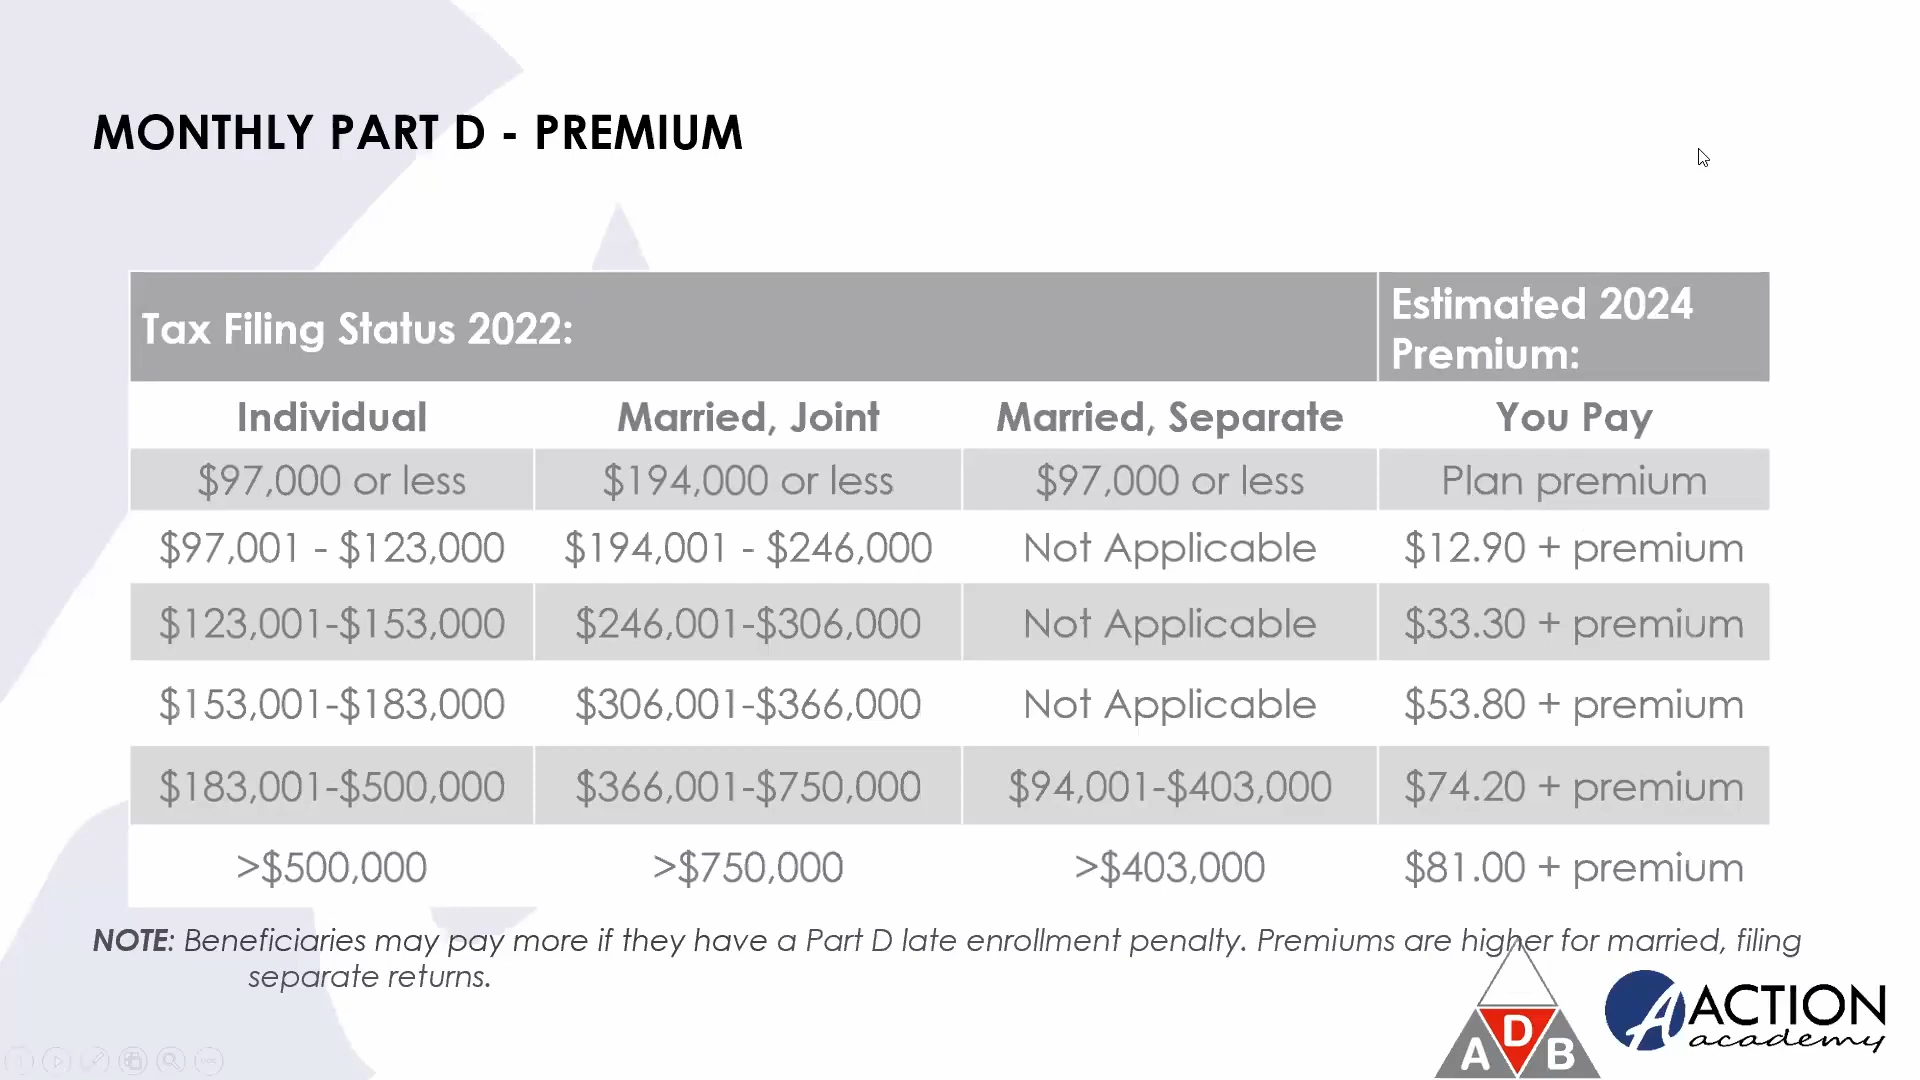 MONTHLY PART D - PREMIUM
Tax Filing Status 2022:
Estimated 2024
Premium:
Individual Married, Joint Married, Separate You Pay
$97,000 or less $194,000 or less $97,000 or less Plan premium
$97,001 - $123,000 $194,001 - $246,000 Not Applicable $12.90 + premium
$123,001-$153,000 $246,001-$306,000 Not Applicable $33.30 + premium
$153,001-$183,000 $306,001-$366,000 Not Applicable $53.80 + premium
$183,001-$500,000 $366,001-$750,000 $94,001-$403,000 $74.20 + premium
>$500,000 >$750,000 >$403,000 $81.00 + premium
NOTE: Beneficiaries may pay more if they have a Part D late enrollment penalty. Premiums are higher for married, filing
separate returns.
A D B
A ACTION
academy